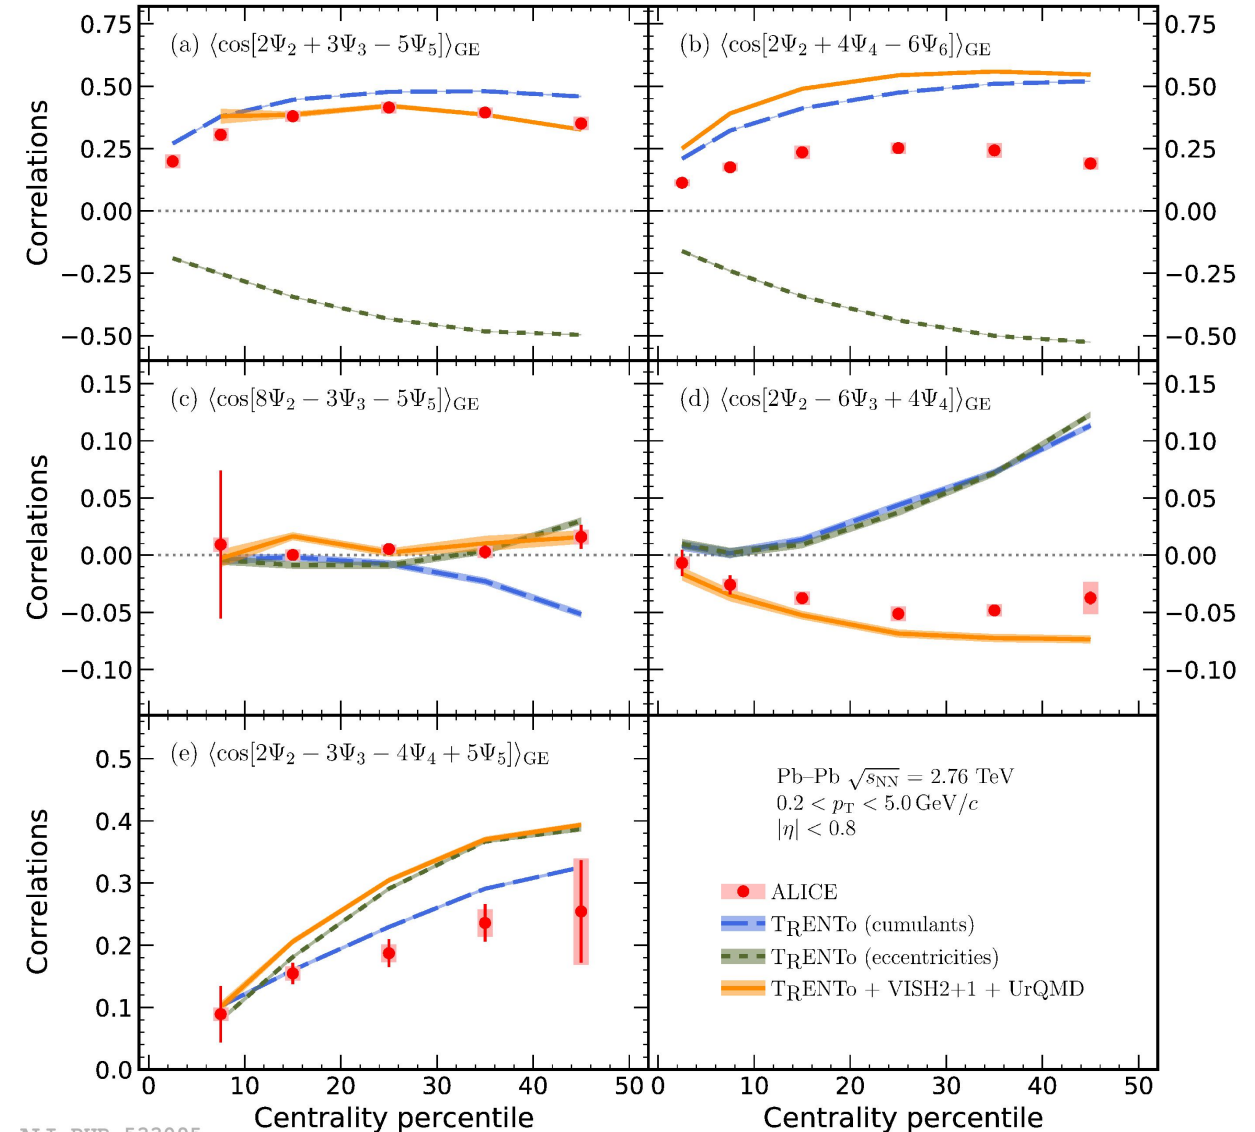 (a) ⟨cos[2Ψ₂ + 3Ψ₃ − 5Ψ₅]⟩GE
(b) ⟨cos[2Ψ₂ + 4Ψ₄ − 6Ψ₆]⟩GE
Correlations
0.75
0.50
0.25
0.00
−0.25
−0.50
0.75
0.50
0.25
0.00
−0.25
−0.50
(c) ⟨cos[8Ψ₂ − 3Ψ₃ − 5Ψ₅]⟩GE
(d) ⟨cos[2Ψ₂ − 6Ψ₃ + 4Ψ₄]⟩GE
Correlations
0.15
0.10
0.05
0.00
−0.05
−0.10
0.15
0.10
0.05
0.00
−0.05
−0.10
(e) ⟨cos[2Ψ₂ − 3Ψ₃ − 4Ψ₄ + 5Ψ₅]⟩GE
Correlations
0.5
0.4
0.3
0.2
0.1
0.0
0 10 20 30 40 50
Centrality percentile
Pb–Pb √sNN = 2.76 TeV
0.2 < pT < 5.0 GeV/c
|η| < 0.8
ALICE
TRENTo (cumulants)
TRENTo (eccentricities)
TRENTo + VISH2+1 + UrQMD
0 10 20 30 40 50
Centrality percentile